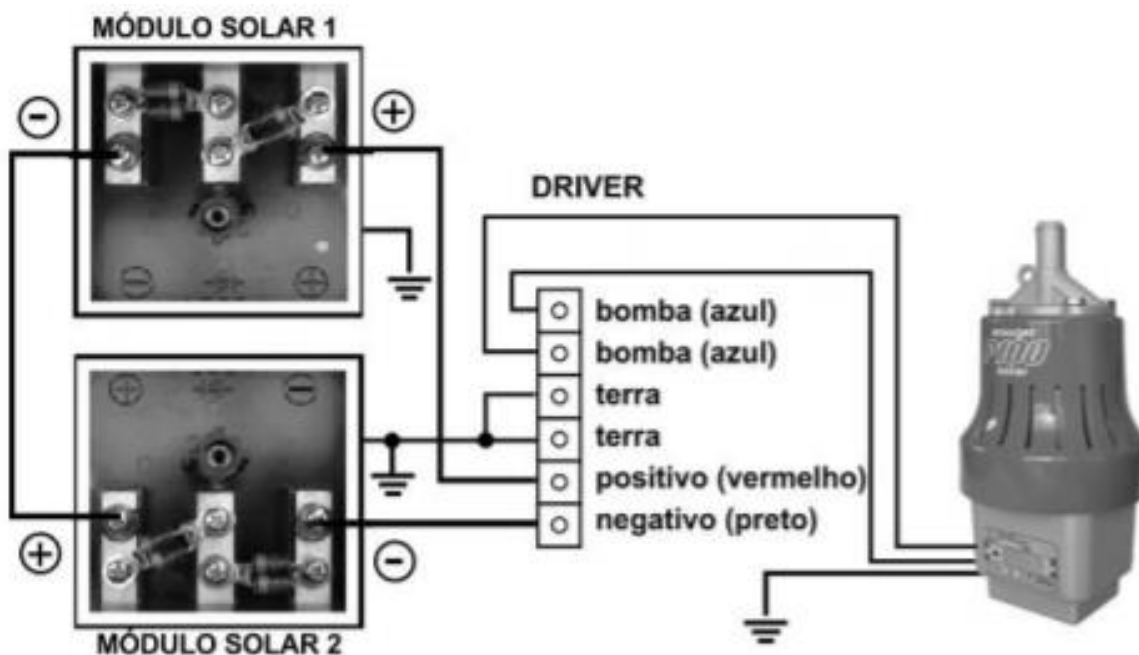 MÓDULO SOLAR 1
DRIVER
bomba (azul)
bomba (azul)
terra
terra
positivo (vermelho)
negativo (preto)
MÓDULO SOLAR 2